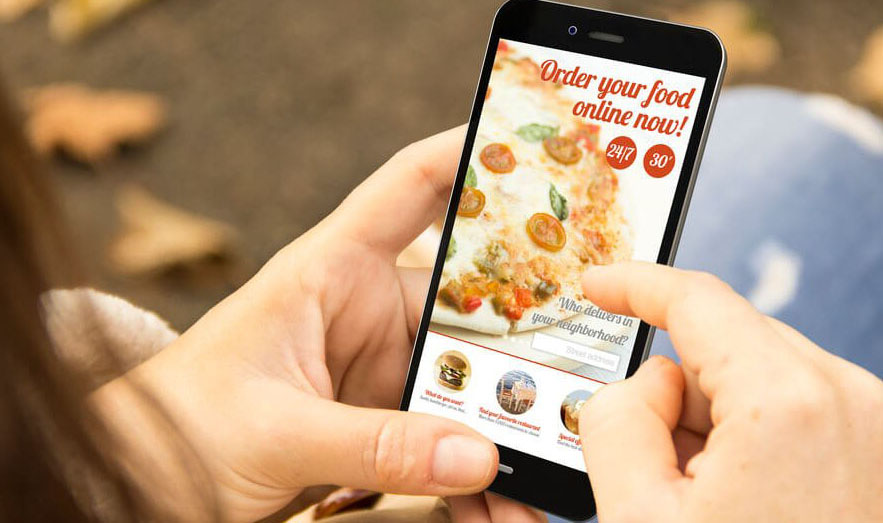 Order your food
online now!
24/7
30'
Who delivers in
your neighborhood?
Street address
What do you want?
Find your favourite restaurant
Special